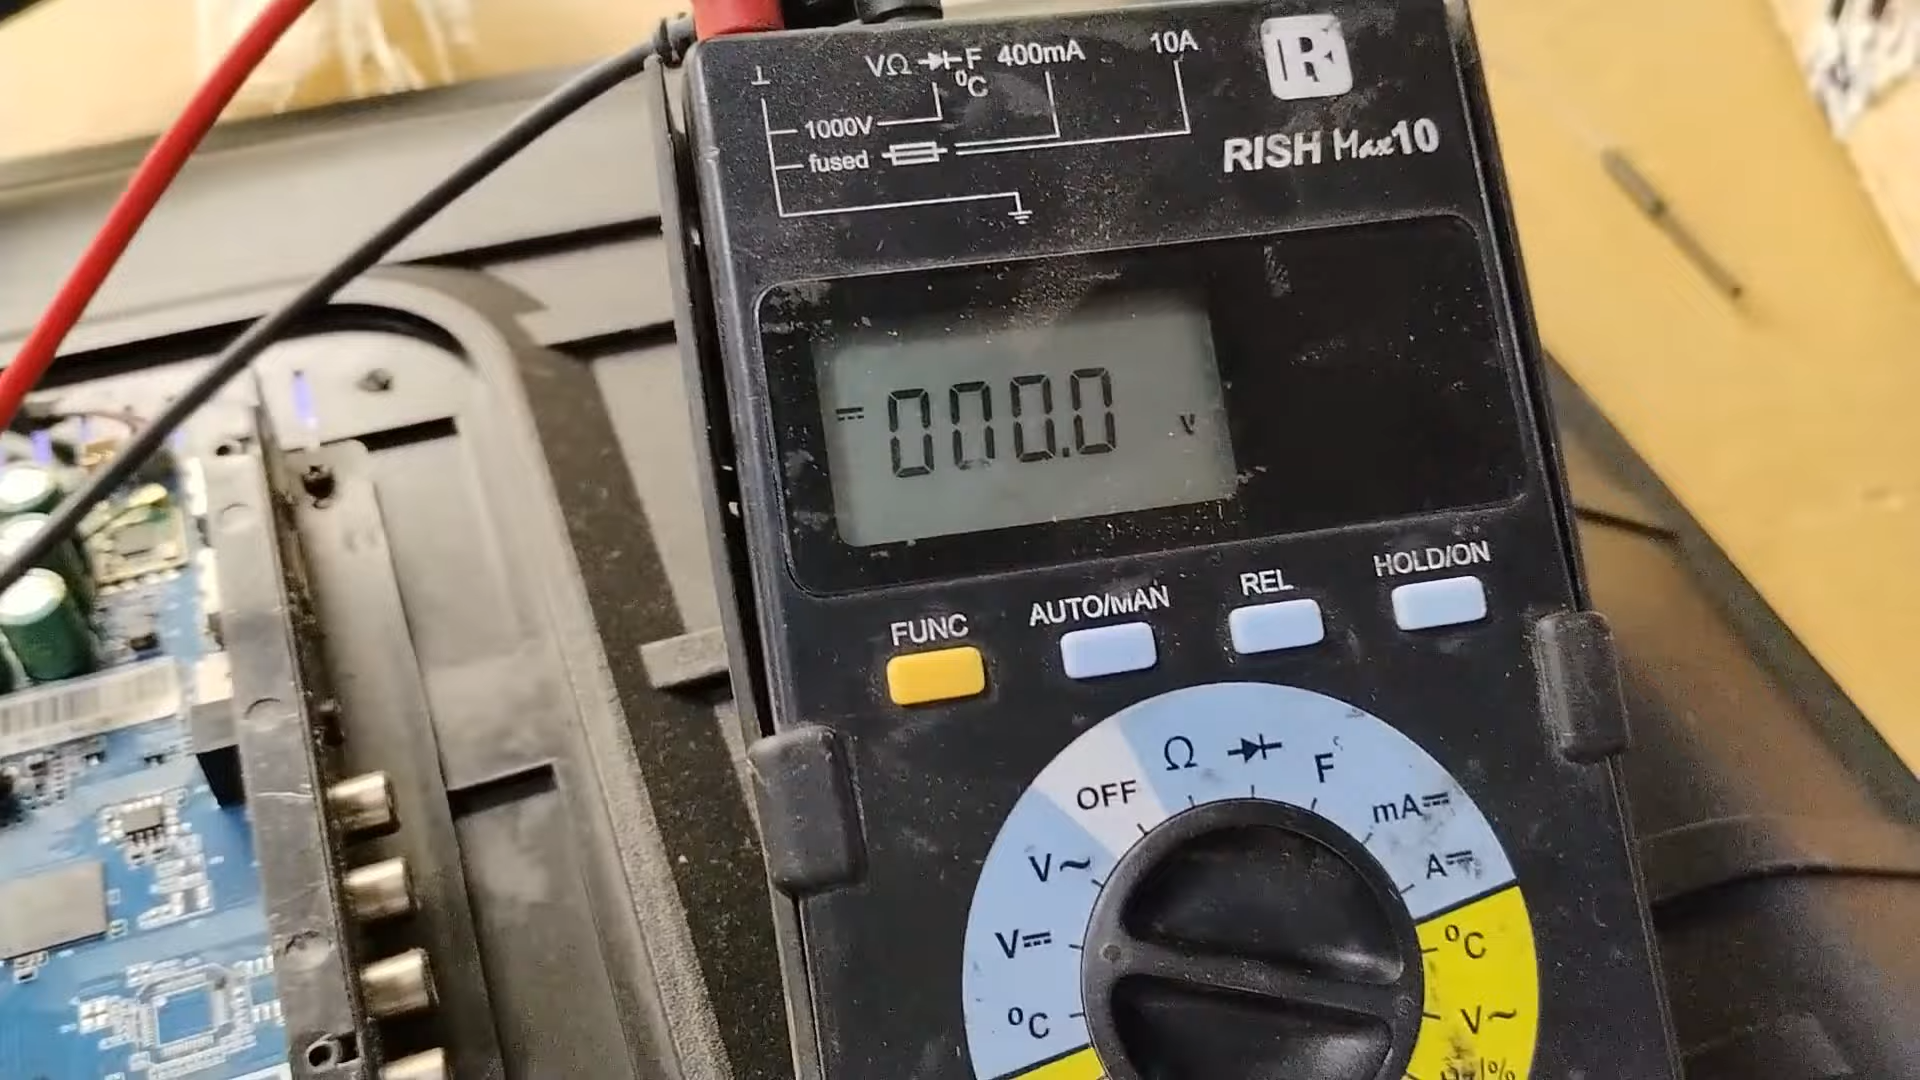 ⊥ VΩ F 400mA 10A
°C
1000V
fused
R
RISH Max10
000.0 V
FUNC AUTO/MAN REL HOLD/ON
OFF Ω F mA
V~ A
V °C
°C V~